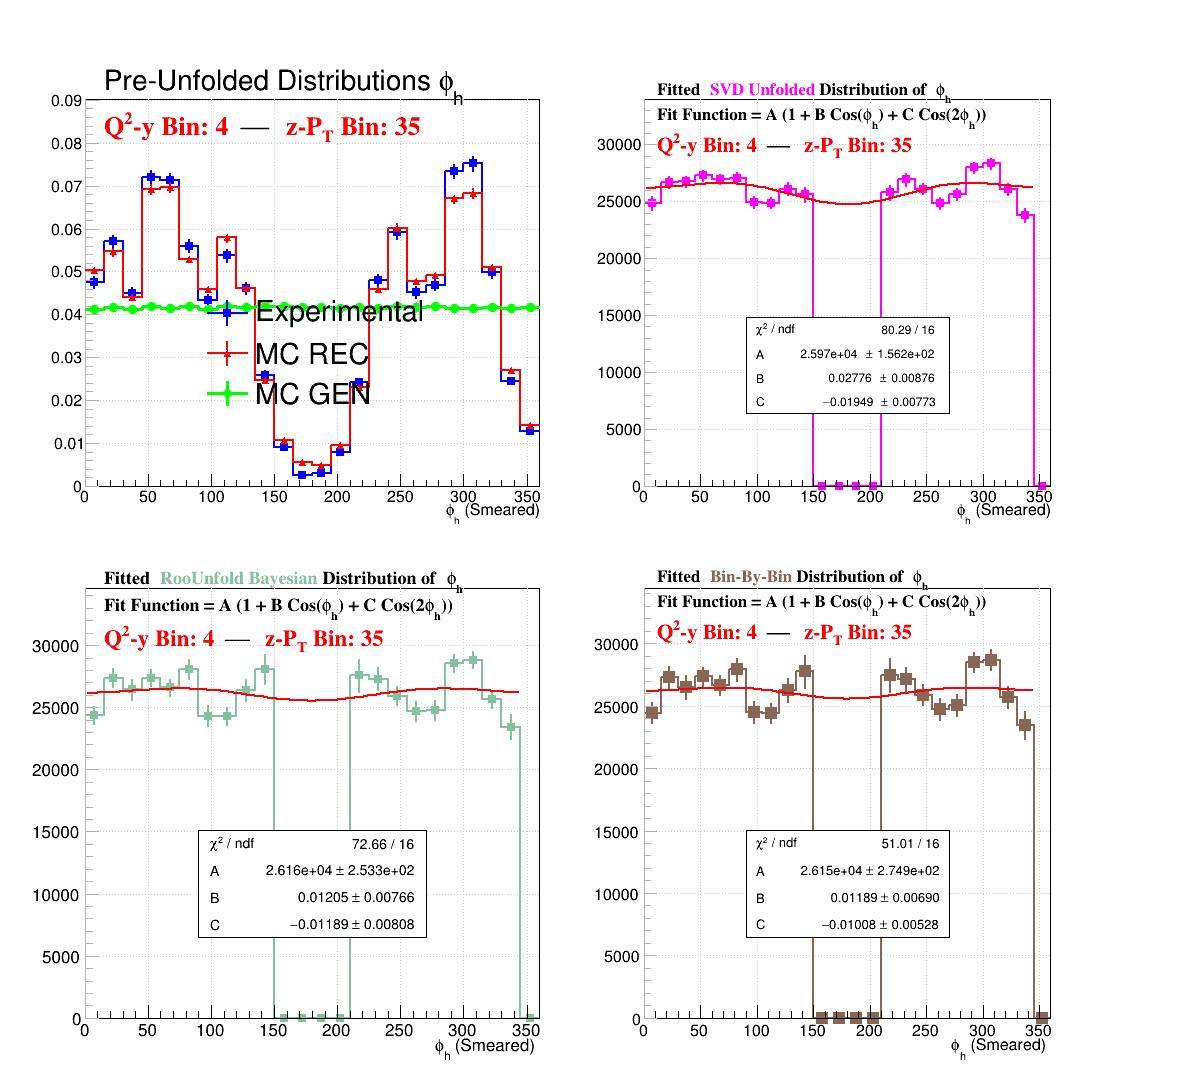 Pre-Unfolded Distributions ϕh
Q²-y Bin: 4 — z-PT Bin: 35
0.09
0.08
0.07
0.06
0.05
0.04
0.03
0.02
0.01
0
Experimental
MC REC
MC GEN
0 50 100 150 200 250 300 350
ϕh (Smeared)
Fitted SVD Unfolded Distribution of ϕh
Fit Function = A (1 + B Cos(ϕh) + C Cos(2ϕh))
Q²-y Bin: 4 — z-PT Bin: 35
30000
25000
20000
15000
10000
5000
0
χ² / ndf 80.29 / 16
A 2.597e+04 ± 1.562e+02
B 0.02776 ± 0.00876
C −0.01949 ± 0.00773
0 50 100 150 200 250 300 350
ϕh (Smeared)
Fitted RooUnfold Bayesian Distribution of ϕh
Fit Function = A (1 + B Cos(ϕh) + C Cos(2ϕh))
Q²-y Bin: 4 — z-PT Bin: 35
30000
25000
20000
15000
10000
5000
0
χ² / ndf 72.66 / 16
A 2.616e+04 ± 2.533e+02
B 0.01205 ± 0.00766
C −0.01189 ± 0.00808
0 50 100 150 200 250 300 350
ϕh (Smeared)
Fitted Bin-By-Bin Distribution of ϕh
Fit Function = A (1 + B Cos(ϕh) + C Cos(2ϕh))
Q²-y Bin: 4 — z-PT Bin: 35
30000
25000
20000
15000
10000
5000
0
χ² / ndf 51.01 / 16
A 2.615e+04 ± 2.749e+02
B 0.01189 ± 0.00690
C −0.01008 ± 0.00528
0 50 100 150 200 250 300 350
ϕh (Smeared)